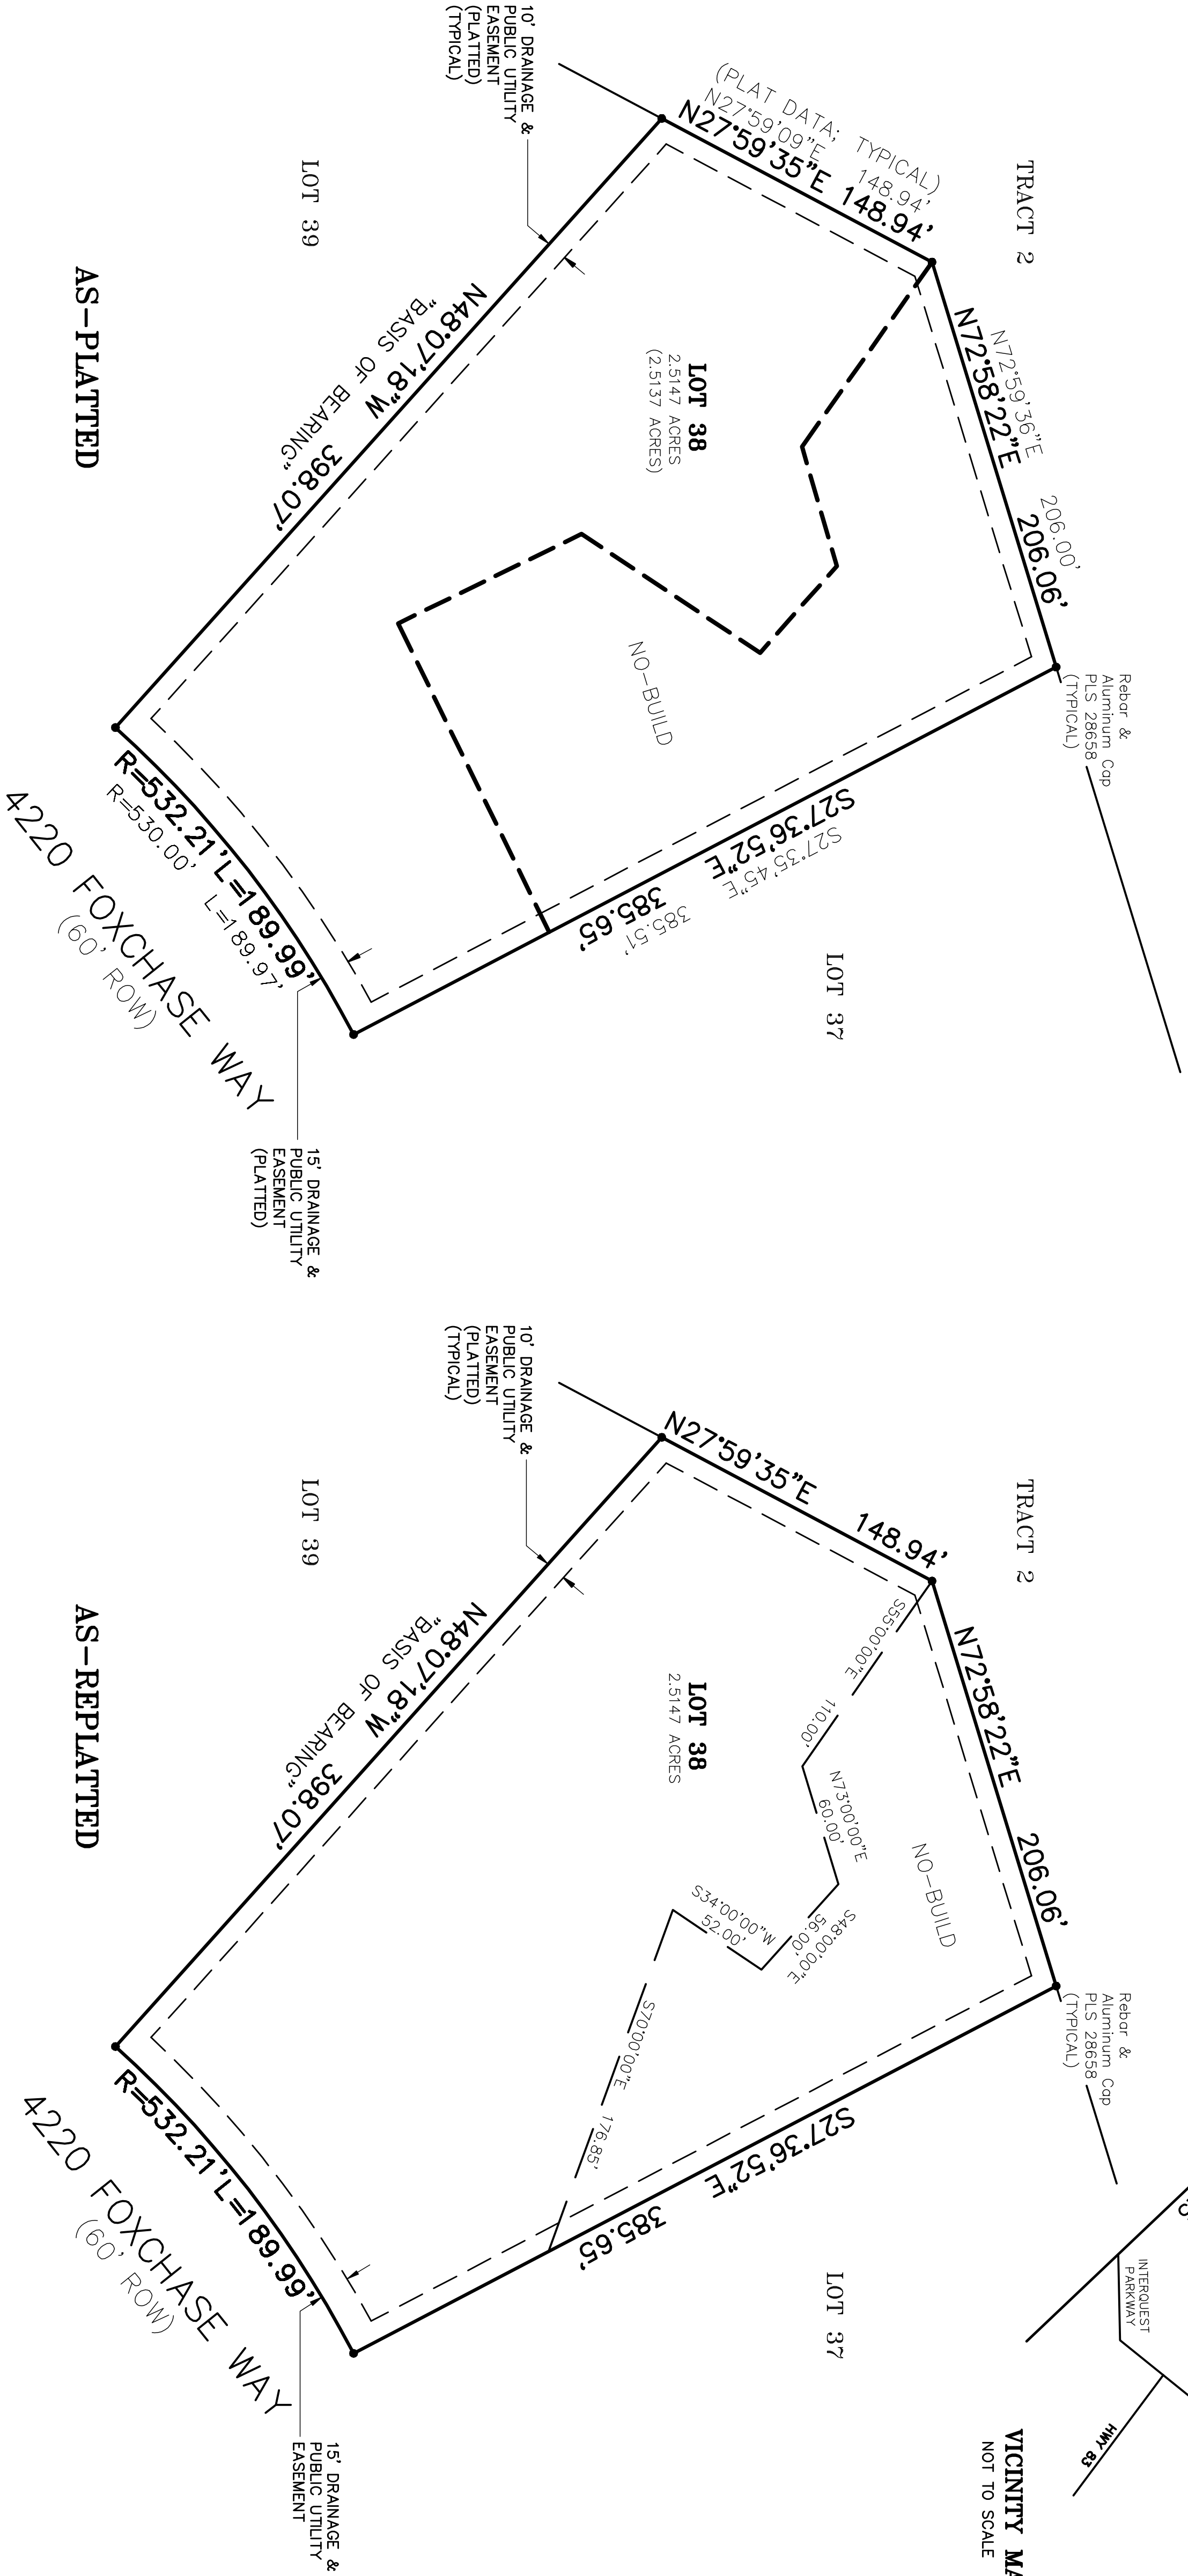 TRACT 2
(PLAT DATA; TYPICAL)
N27°59'09"E 148.94'
N27°59'35"E 148.94'
N72°59'36"E 206.00'
N72°58'22"E 206.06'
Rebar &
Aluminum Cap
PLS 28658
(TYPICAL)
10' DRAINAGE &
PUBLIC UTILITY
EASEMENT
(PLATTED)
(TYPICAL)
LOT 38
2.5147 ACRES
(2.5137 ACRES)
NO-BUILD
S27°36'52"E 385.65'
S27°35'45"E 385.51'
LOT 37
LOT 39
N48°07'18"W 398.07'
"BASIS OF BEARING"
R=532.21' L=189.99'
R=530.00' L=189.97'
4220 FOXCHASE WAY
(60' ROW)
15' DRAINAGE &
PUBLIC UTILITY
EASEMENT
(PLATTED)
AS-PLATTED
TRACT 2
N27°59'35"E 148.94'
N72°58'22"E 206.06'
Rebar &
Aluminum Cap
PLS 28658
(TYPICAL)
10' DRAINAGE &
PUBLIC UTILITY
EASEMENT
(PLATTED)
(TYPICAL)
S55°00'00"E 110.00'
N73°00'00"E
60.00'
S48°00'00"E
56.00'
S34°00'00"W
52.00'
S70°00'00"E 176.85'
NO-BUILD
LOT 38
2.5147 ACRES
S27°36'52"E 385.65'
LOT 37
LOT 39
N48°07'18"W 398.07'
"BASIS OF BEARING"
R=532.21' L=189.99'
4220 FOXCHASE WAY
(60' ROW)
15' DRAINAGE &
PUBLIC UTILITY
EASEMENT
AS-REPLATTED
INTERQUEST
PARKWAY
HWY 83
VICINITY MA
NOT TO SCALE